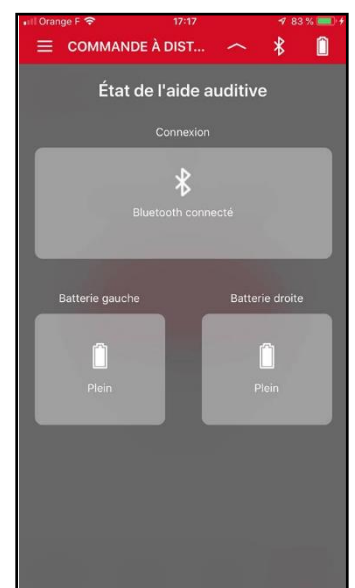 Orange F 17:17 83 %
COMMANDE À DIST...
État de l'aide auditive
Connexion
Bluetooth connecté
Batterie gauche Batterie droite
Plein Plein